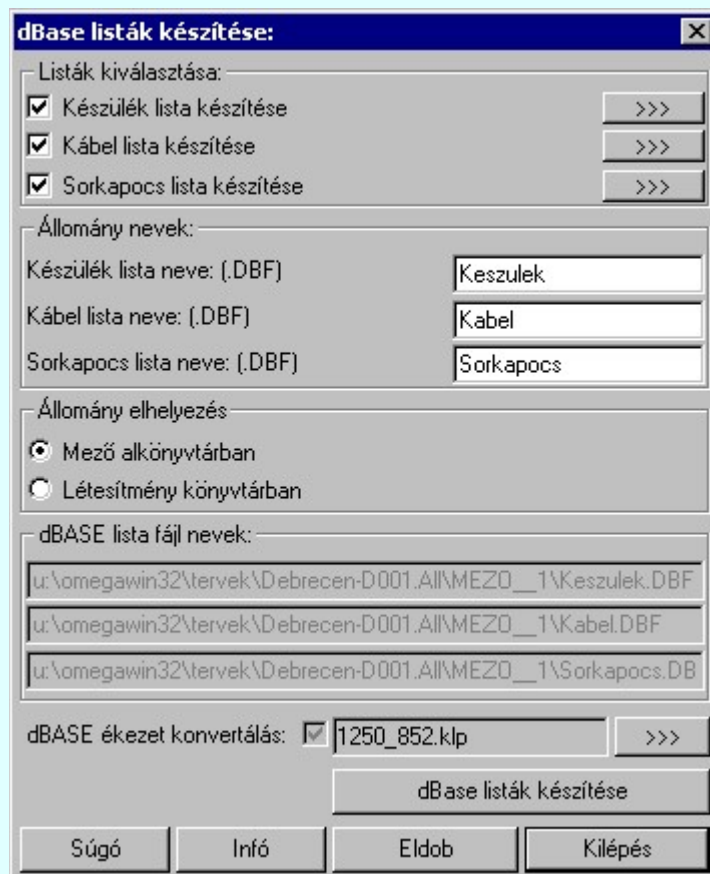 dBase listák készítése:
Listák kiválasztása:
Készülék lista készítése >>>
Kábel lista készítése >>>
Sorkapocs lista készítése >>>
Állomány nevek:
Készülék lista neve: (.DBF) Keszulek
Kábel lista neve: (.DBF) Kabel
Sorkapocs lista neve: (.DBF) Sorkapocs
Állomány elhelyezés
Mező alkönyvtárban
Létesítmény könyvtárban
dBASE lista fájl nevek:
u:\omegawin32\tervek\Debrecen-D001.All\MEZO__1\Keszulek.DBF
u:\omegawin32\tervek\Debrecen-D001.All\MEZO__1\Kabel.DBF
u:\omegawin32\tervek\Debrecen-D001.All\MEZO__1\Sorkapocs.DB
dBASE ékezet konvertálás: 1250_852.klp >>>
dBase listák készítése
Súgó Infó Eldob Kilépés